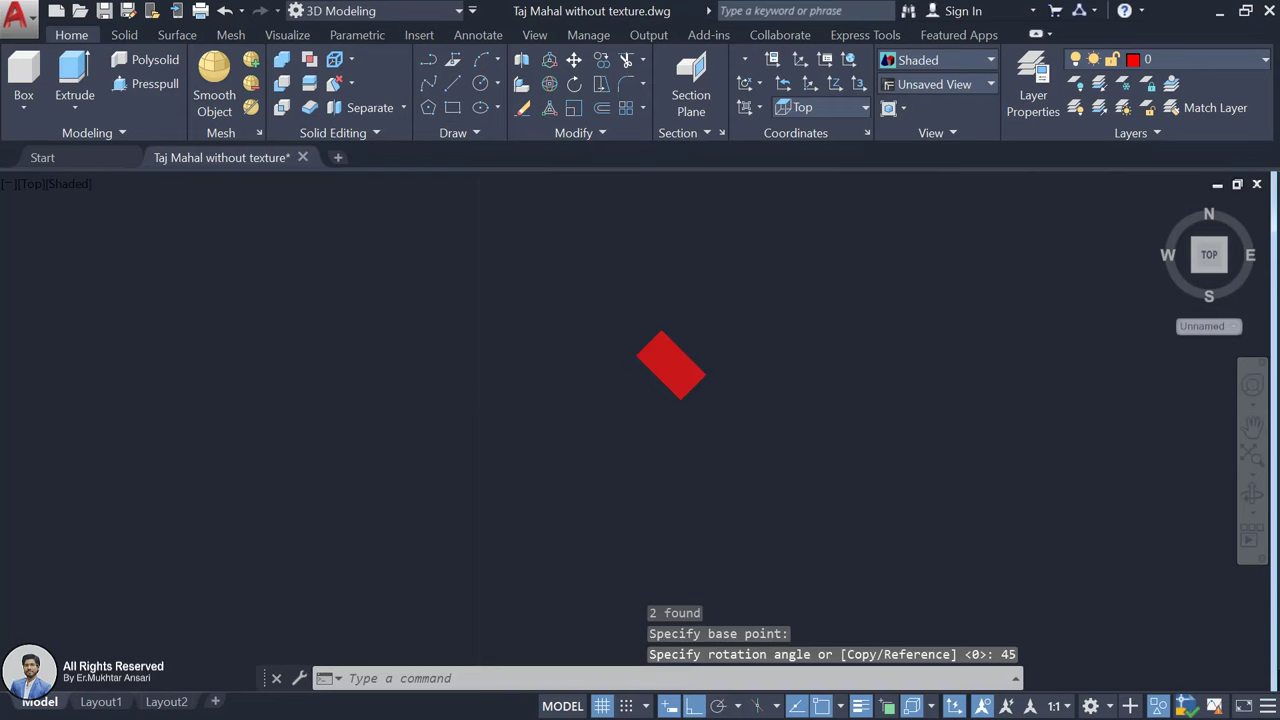 3D Modeling
Taj Mahal without texture.dwg
Type a keyword or phrase
Sign In
Home
Solid
Surface
Mesh
Visualize
Parametric
Insert
Annotate
View
Manage
Output
Add-ins
Collaborate
Express Tools
Featured Apps
Box
Extrude
Polysolid
Presspull
Smooth
Object
Separate
Section
Plane
Top
Shaded
Unsaved View
Layer
Properties
0
Match Layer
Modeling
Mesh
Solid Editing
Draw
Modify
Section
Coordinates
View
Layers
Start
Taj Mahal without texture*
[−][Top][Shaded]
N
W
TOP
E
S
Unnamed
2 found
Specify base point:
Specify rotation angle or [Copy/Reference] <0>: 45
Type a command
All Rights Reserved
By Er.Mukhtar Ansari
Model
Layout1
Layout2
MODEL
1:1